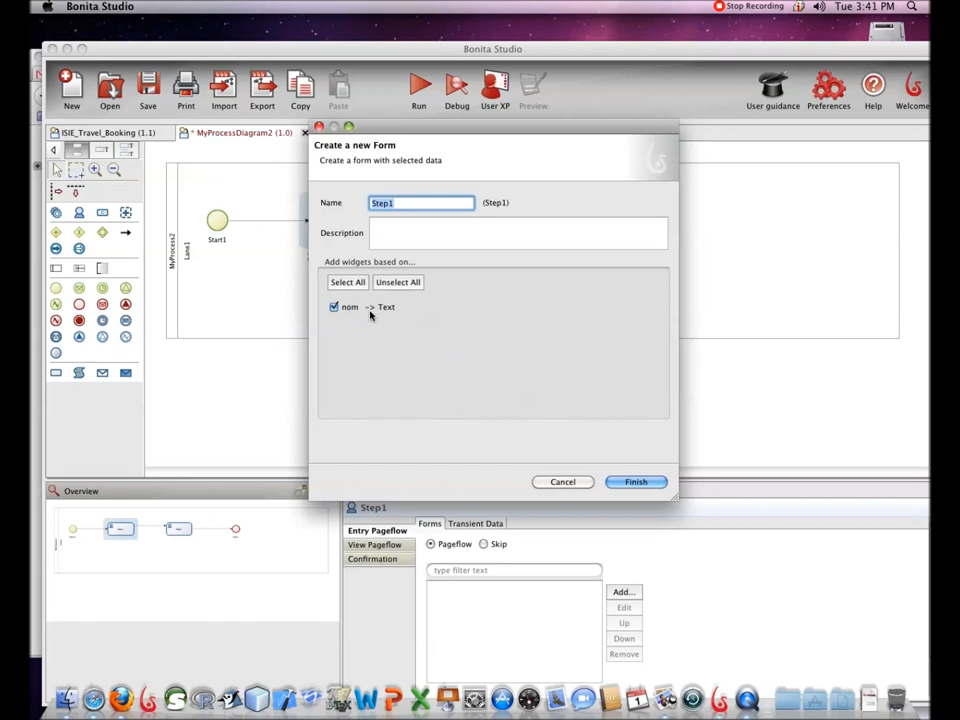 Bonita Studio
Stop Recording
Tue 3:41 PM
Bonita Studio
New
Open
Save
Print
Import
Export
Copy
Paste
Run
Debug
User XP
Preview
User guidance
Preferences
Help
Welcome
ISIE_Travel_Booking (1.1)
* MyProcessDiagram2 (1.0)
Create a new Form
Create a form with selected data
Name
Step1
(Step1)
Description
Add widgets based on...
Select All
Unselect All
nom -> Text
Cancel
Finish
MyProcess2
Lane1
Start1
Overview
Step1
Entry Pageflow
View Pageflow
Confirmation
Forms
Transient Data
Pageflow
Skip
type filter text
Add...
Edit
Up
Down
Remove